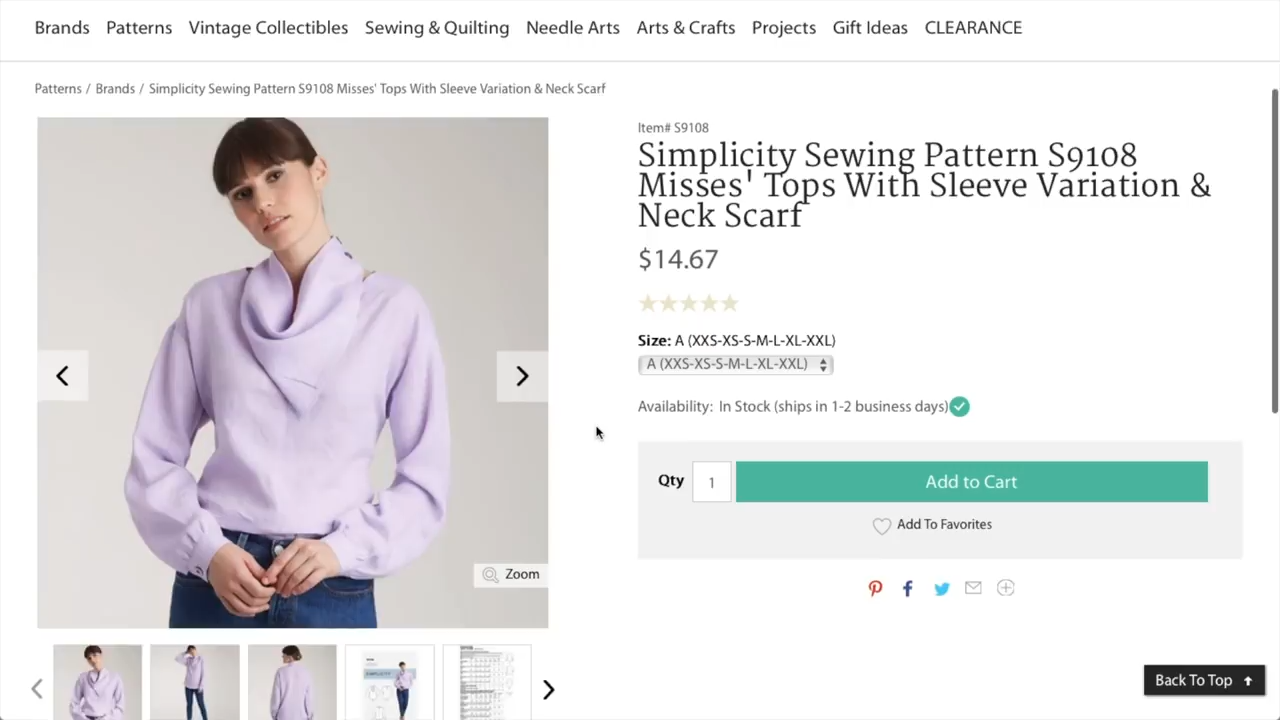 Brands Patterns Vintage Collectibles Sewing & Quilting Needle Arts Arts & Crafts Projects Gift Ideas CLEARANCE
Patterns / Brands / Simplicity Sewing Pattern S9108 Misses' Tops With Sleeve Variation & Neck Scarf
Item# S9108
Simplicity Sewing Pattern S9108
Misses' Tops With Sleeve Variation &
Neck Scarf
$14.67
Size: A (XXS-XS-S-M-L-XL-XXL)
A (XXS-XS-S-M-L-XL-XXL)
Availability: In Stock (ships in 1-2 business days)
Qty 1 Add to Cart
Add To Favorites
Zoom
SIMPLICITY
Back To Top